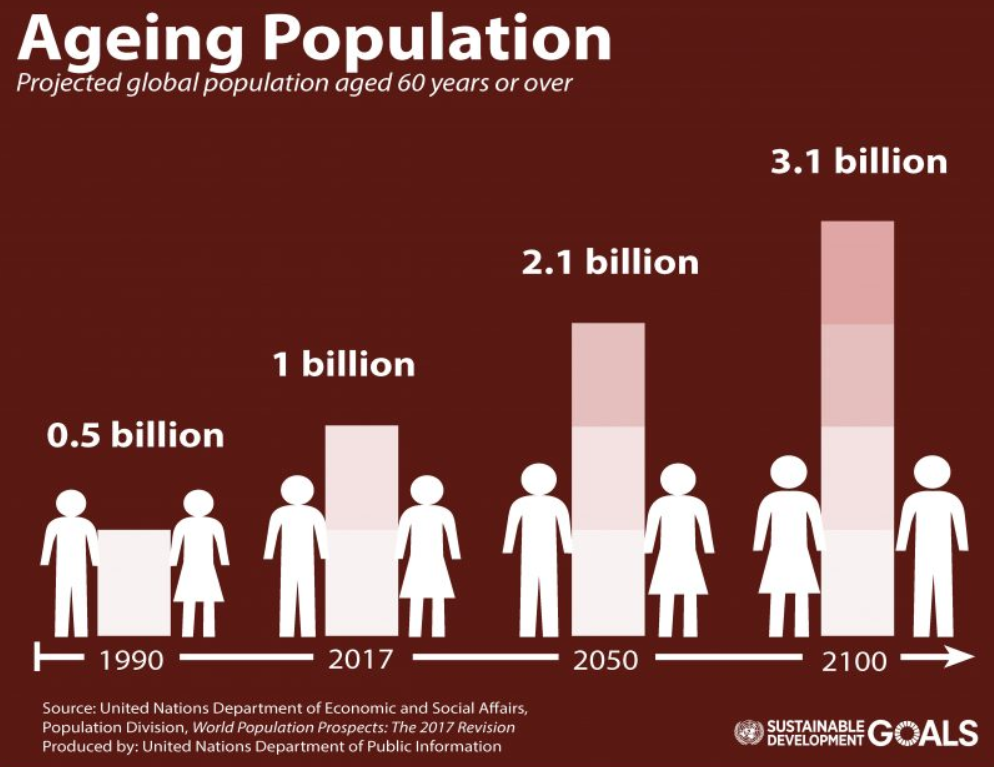 Ageing Population
Projected global population aged 60 years or over
3.1 billion
2.1 billion
1 billion
0.5 billion
1990 2017 2050 2100
Source: United Nations Department of Economic and Social Affairs,
Population Division, World Population Prospects: The 2017 Revision
Produced by: United Nations Department of Public Information
SUSTAINABLE
DEVELOPMENT GOALS